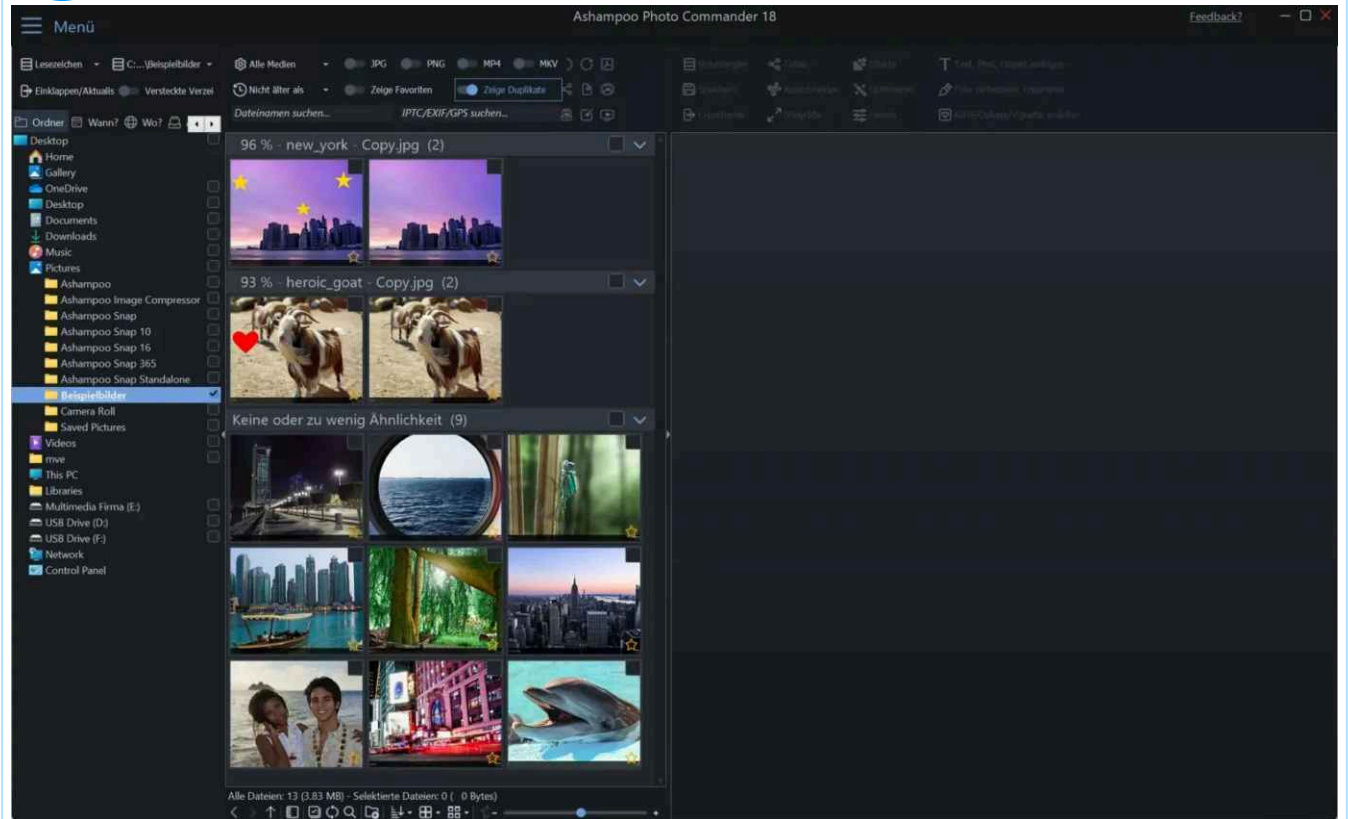 Ashampoo Photo Commander 18
Feedback?
Menü
Lesezeichen
C:...\Beispielbilder
Alle Medien
JPG
PNG
MP4
MKV
Einklappen/Aktualis
Versteckte Verzei
Nicht älter als
Zeige Favoriten
Zeige Duplikate
Dateinamen suchen...
IPTC/EXIF/GPS suchen...
Ordner
Wann?
Wo?
Desktop
Home
Gallery
OneDrive
Desktop
Documents
Downloads
Music
Pictures
Ashampoo
Ashampoo Image Compressor
Ashampoo Snap
Ashampoo Snap 10
Ashampoo Snap 16
Ashampoo Snap 365
Ashampoo Snap Standalone
Beispielbilder
Camera Roll
Saved Pictures
Videos
mve
This PC
Libraries
Multimedia Firma (E:)
USB Drive (D:)
USB Drive (F:)
Network
Control Panel
96 % - new_york - Copy.jpg (2)
93 % - heroic_goat - Copy.jpg (2)
Keine oder zu wenig Ähnlichkeit (9)
Alle Dateien: 13 (3.83 MB) - Selektierte Dateien: 0 ( 0 Bytes)